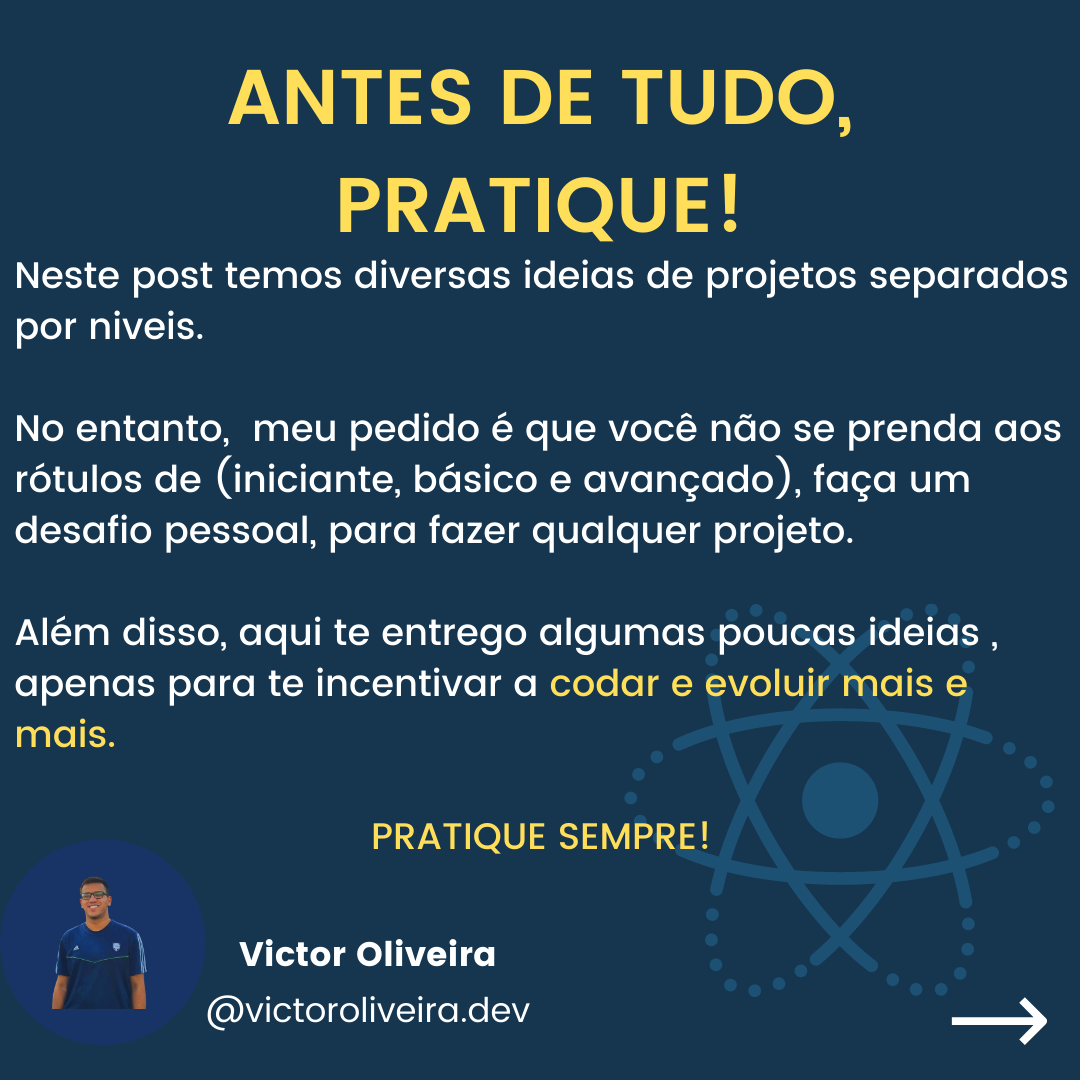 ANTES DE TUDO,
PRATIQUE!
Neste post temos diversas ideias de projetos separados
por niveis.
No entanto,  meu pedido é que você não se prenda aos
rótulos de (iniciante, básico e avançado), faça um
desafio pessoal, para fazer qualquer projeto.
Além disso, aqui te entrego algumas poucas ideias ,
apenas para te incentivar a codar e evoluir mais e
mais.
PRATIQUE SEMPRE!
Victor Oliveira
@victoroliveira.dev